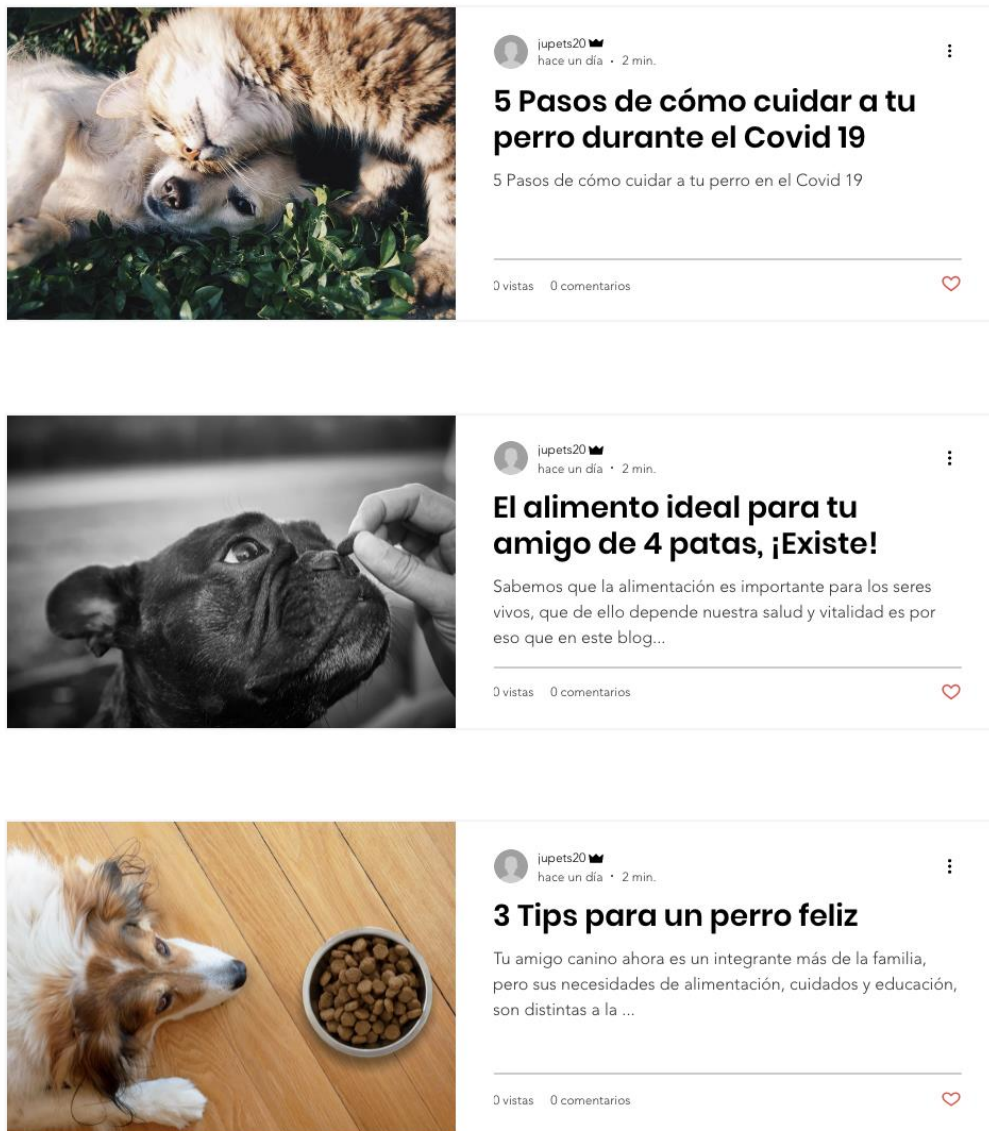 jupets20
hace un día · 2 min.
5 Pasos de cómo cuidar a tu
perro durante el Covid 19
5 Pasos de cómo cuidar a tu perro en el Covid 19
0 vistas 0 comentarios
jupets20
hace un día · 2 min.
El alimento ideal para tu
amigo de 4 patas, ¡Existe!
Sabemos que la alimentación es importante para los seres
vivos, que de ello depende nuestra salud y vitalidad es por
eso que en este blog...
0 vistas 0 comentarios
jupets20
hace un día · 2 min.
3 Tips para un perro feliz
Tu amigo canino ahora es un integrante más de la familia,
pero sus necesidades de alimentación, cuidados y educación,
son distintas a la ...
0 vistas 0 comentarios